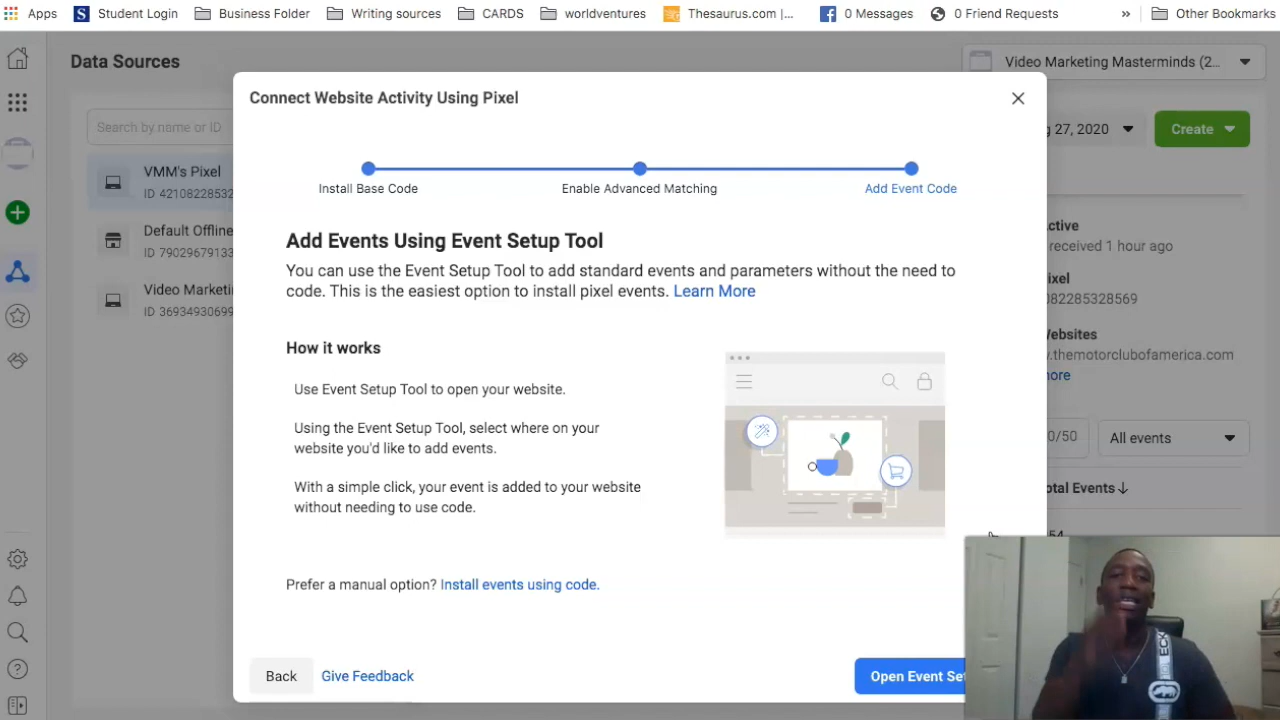 Apps
Student Login
Business Folder
Writing sources
CARDS
worldventures
Thesaurus.com |...
0 Messages
0 Friend Requests
»
Other Bookmarks
Data Sources
Video Marketing Masterminds (2...
Connect Website Activity Using Pixel
Search by name or ID
27, 2020
Create
VMM's Pixel
ID 42108228532
Install Base Code
Enable Advanced Matching
Add Event Code
Default Offline
ID 79029679133
Add Events Using Event Setup Tool
You can use the Event Setup Tool to add standard events and parameters without the need to
code. This is the easiest option to install pixel events. Learn More
received 1 hour ago
082285328569
.themotorclubofamerica.com
Video Marketi
ID 36934930699
How it works
Use Event Setup Tool to open your website.
Using the Event Setup Tool, select where on your
website you'd like to add events.
With a simple click, your event is added to your website
without needing to use code.
0/50
All events
Events
54
Prefer a manual option? Install events using code.
Back
Give Feedback
Open Event Set
ECKO